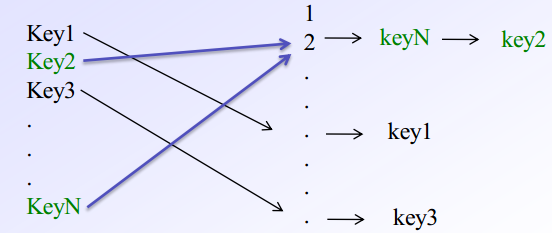 Key1
Key2
Key3
.
.
.
KeyN
1
2 keyN key2
.
.
. key1
.
.
.
. key3